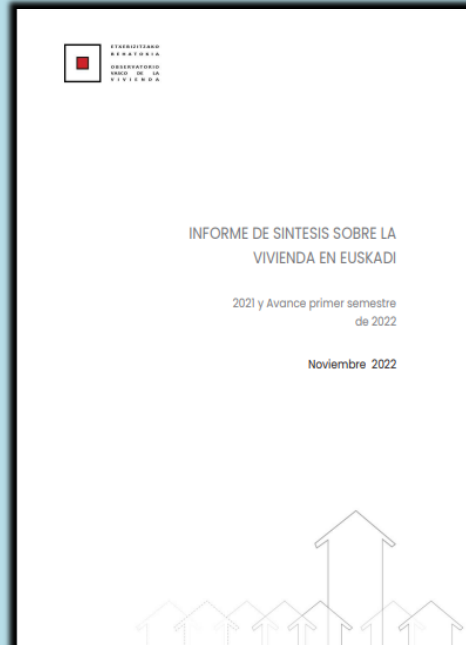 ETXEBIZITZAKO
BEHATOKIA
OBSERVATORIO
VASCO DE LA
VIVIENDA
INFORME DE SINTESIS SOBRE LA
VIVIENDA EN EUSKADI
2021 y Avance primer semestre
de 2022
Noviembre 2022